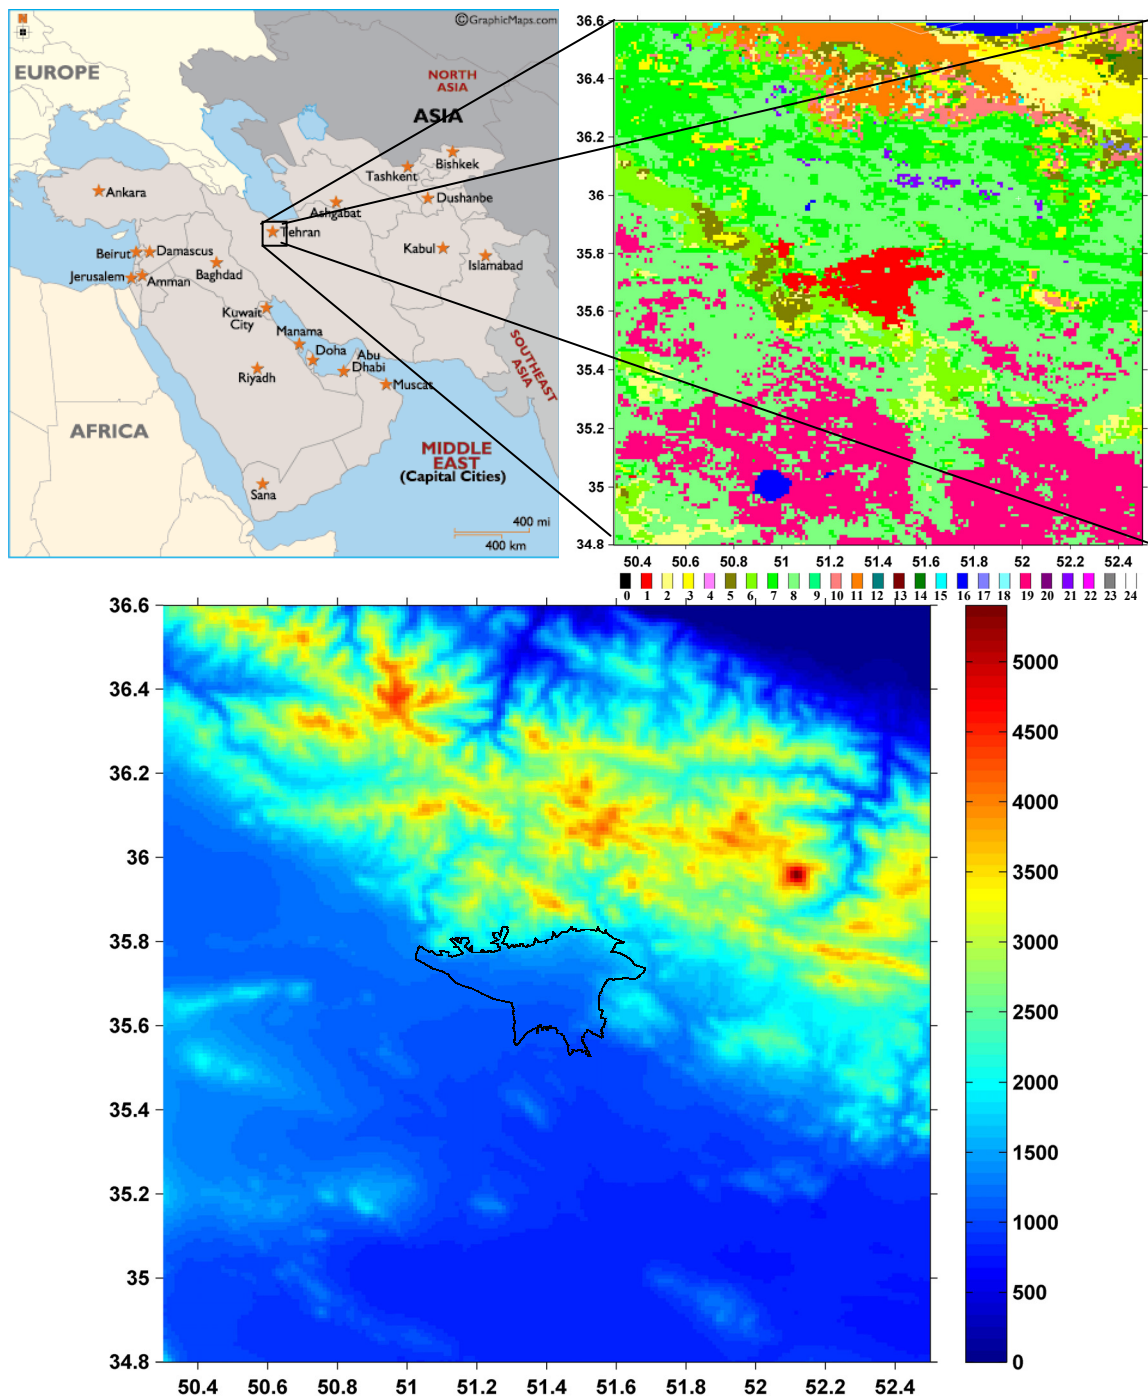 N
©GraphicMaps.com
EUROPE
NORTH
ASIA
ASIA
Bishkek
Tashkent
Ankara
Dushanbe
Ashgabat
Tehran
Beirut
Damascus
Kabul
Islamabad
Baghdad
Jerusalem
Amman
Kuwait
City
Manama
Doha
Abu
Dhabi
Riyadh
Muscat
SOUTHEAST
ASIA
AFRICA
MIDDLE
EAST
(Capital Cities)
Sana
400 mi
400 km
36.6
36.4
36.2
36
35.8
35.6
35.4
35.2
35
34.8
50.4 50.6 50.8 51 51.2 51.4 51.6 51.8 52 52.2 52.4
0 1 2 3 4 5 6 7 8 9 10 11 12 13 14 15 16 17 18 19 20 21 22 23 24
36.6
36.4
36.2
36
35.8
35.6
35.4
35.2
35
34.8
50.4 50.6 50.8 51 51.2 51.4 51.6 51.8 52 52.2 52.4
5000
4500
4000
3500
3000
2500
2000
1500
1000
500
0